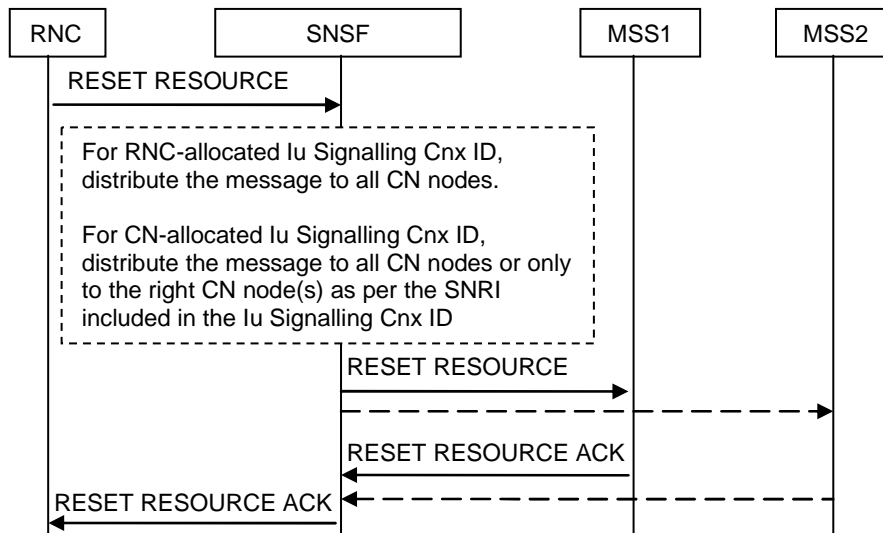 RNC
SNSF
MSS1
MSS2
RESET RESOURCE
For RNC-allocated Iu Signalling Cnx ID,
distribute the message to all CN nodes.
For CN-allocated Iu Signalling Cnx ID,
distribute the message to all CN nodes or only
to the right CN node(s) as per the SNRI
included in the Iu Signalling Cnx ID
RESET RESOURCE
RESET RESOURCE ACK
RESET RESOURCE ACK